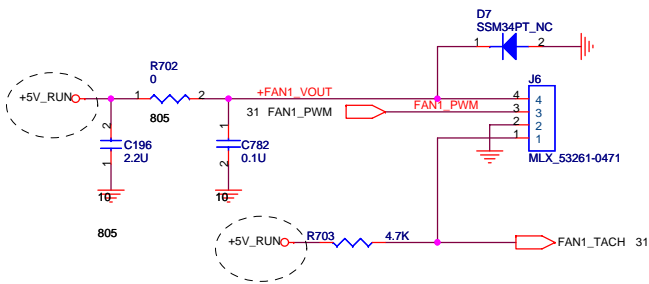 D7
SSM34PT_NC
1
2
R702
0
J6
+5V_RUN
1
2
+FAN1_VOUT
4
4
805
31
FAN1_PWM
FAN1_PWM
3
3
2
2
1
1
2
C196
2.2U
1
1
C782
0.1U
2
MLX_53261-0471
10
10
805
+5V_RUN
R703
4.7K
FAN1_TACH
31